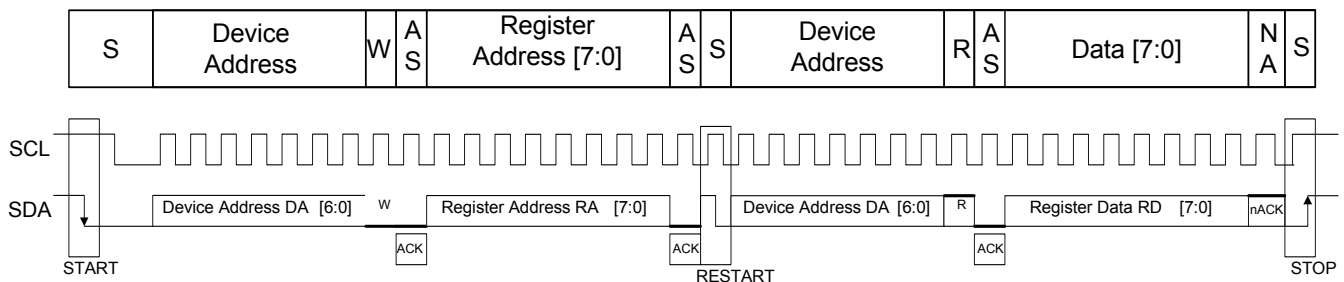 S
Device
Address
W
A
S
Register
Address [7:0]
A
S
S
Device
Address
R
A
S
Data [7:0]
N
A
S
SCL
SDA
Device Address DA [6:0]
W
ACK
Register Address RA [7:0]
ACK
Device Address DA [6:0]
R
ACK
Register Data RD [7:0]
nACK
START
RESTART
STOP